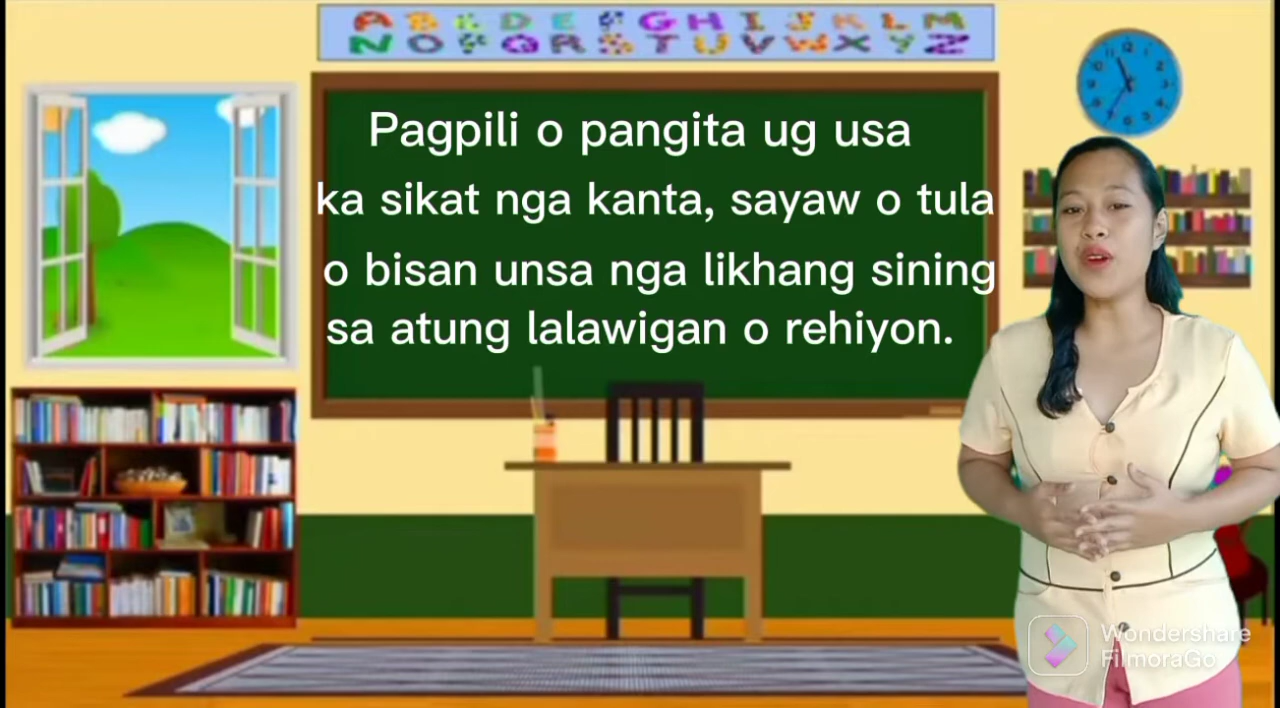 A B C D E F G H I J K L M
N O P Q R S T U V W X Y Z
Pagpili o pangita ug usa
ka sikat nga kanta, sayaw o tula
o bisan unsa nga likhang sining
sa atung lalawigan o rehiyon.
Wondershare
FilmoraGo